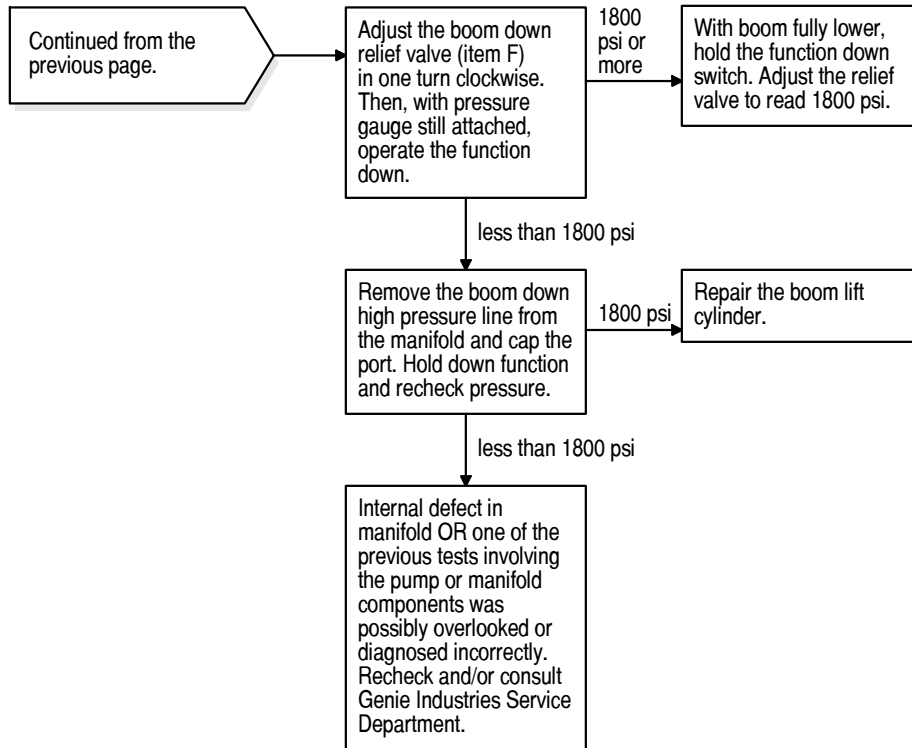 Continued from the
previous page.
Adjust the boom down
relief valve (item F)
in one turn clockwise.
Then, with pressure
gauge still attached,
operate the function
down.
1800
psi or
more
With boom fully lower,
hold the function down
switch. Adjust the relief
valve to read 1800 psi.
less than 1800 psi
Remove the boom down
high pressure line from
the manifold and cap the
port. Hold down function
and recheck pressure.
1800 psi
Repair the boom lift
cylinder.
less than 1800 psi
Internal defect in
manifold OR one of the
previous tests involving
the pump or manifold
components was
possibly overlooked or
diagnosed incorrectly.
Recheck and/or consult
Genie Industries Service
Department.